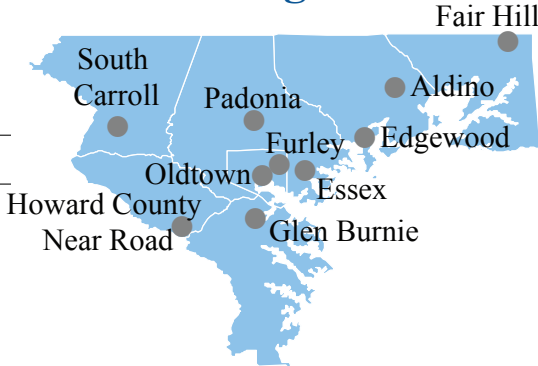 Fair Hill
South
Carroll
Padonia
Aldino
Furley
Edgewood
Oldtown
Essex
Howard County
Near Road
Glen Burnie